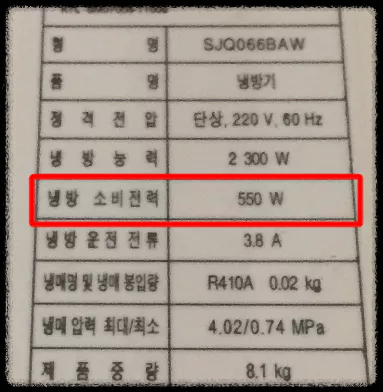 형 명 SJQ066BAW
품 명 냉방기
정 격 전 압 단상, 220 V, 60 Hz
냉 방 능 력 2 300 W
냉방 소비전력 550 W
냉방 운전 전류 3.8 A
냉매명 및 냉매 봉입량 R410A 0.02 kg
냉매 압력 최대/최소 4.02/0.74 MPa
제 품 중 량 8.1 kg